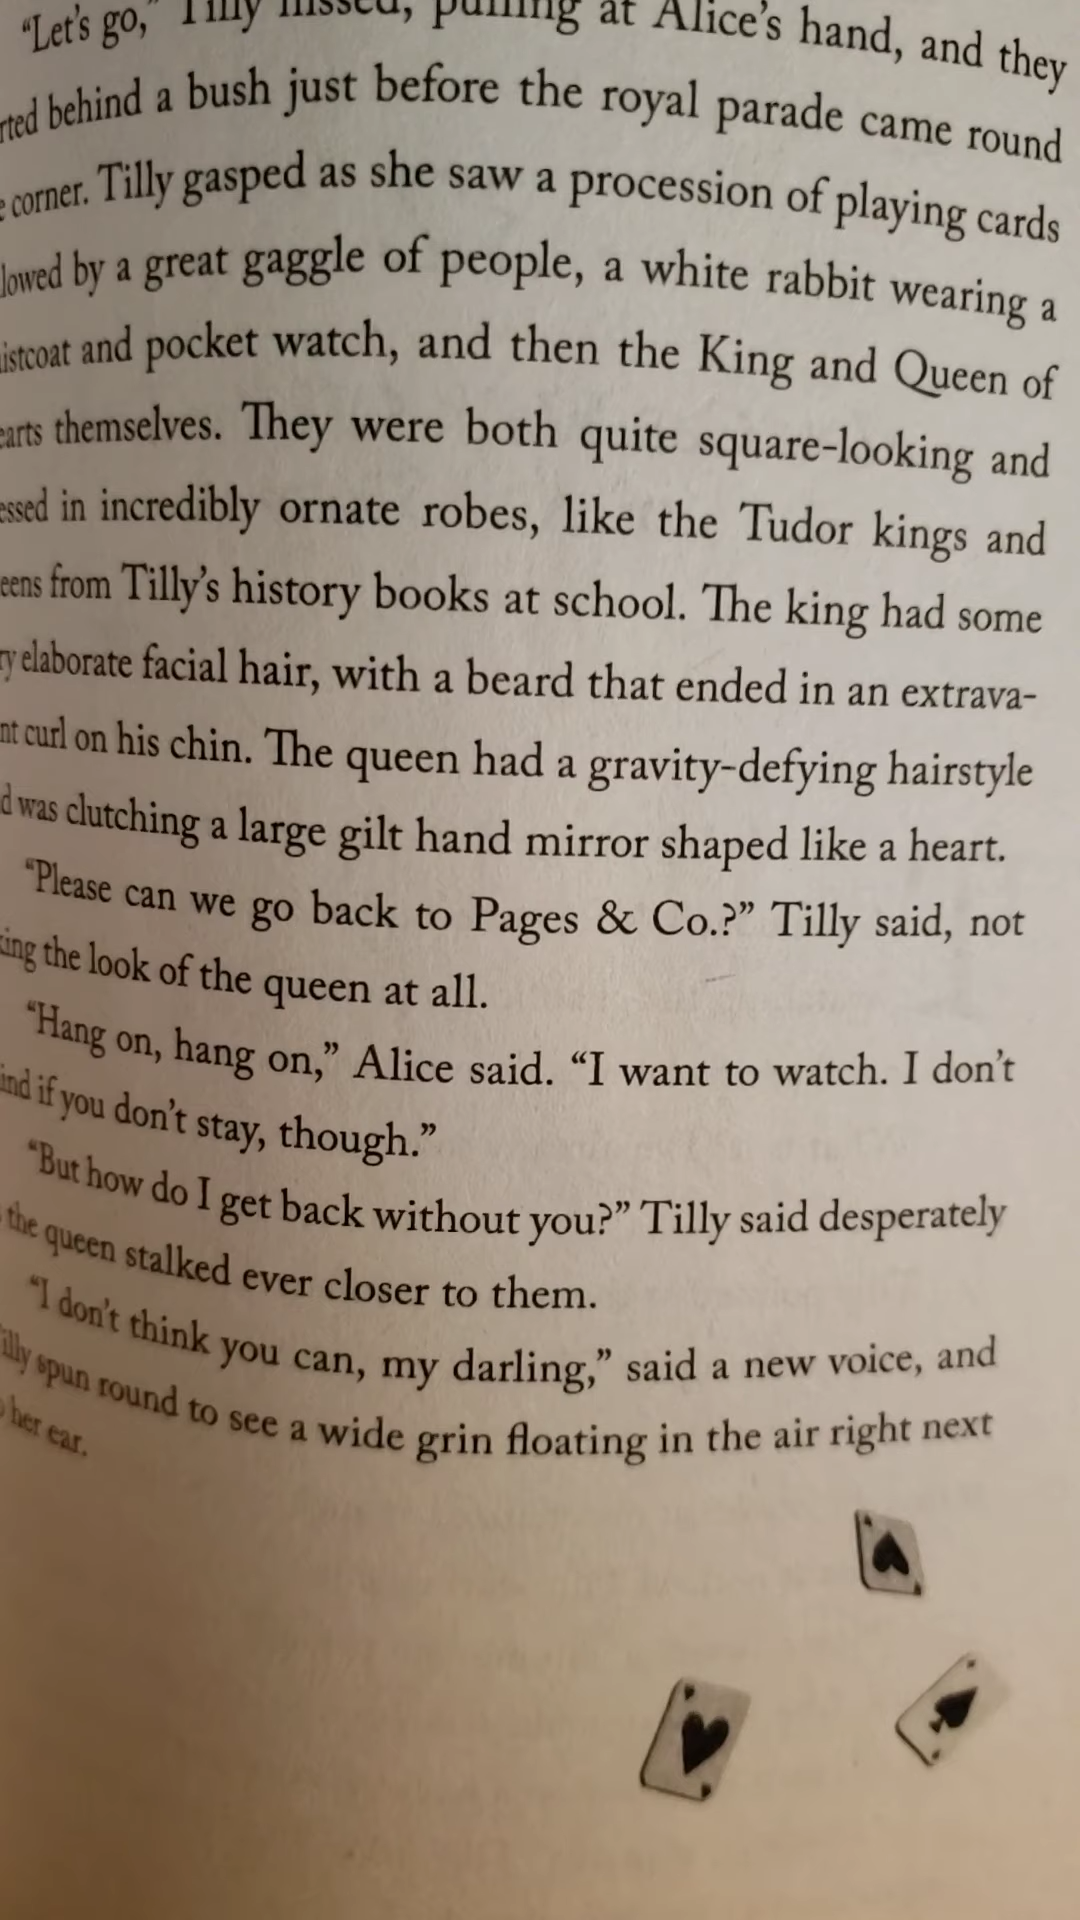 “Let’s go,” Tilly hissed, pulling at Alice’s hand, and they
rted behind a bush just before the royal parade came round
e corner. Tilly gasped as she saw a procession of playing cards
lowed by a great gaggle of people, a white rabbit wearing a
istcoat and pocket watch, and then the King and Queen of
earts themselves. They were both quite square-looking and
essed in incredibly ornate robes, like the Tudor kings and
eens from Tilly’s history books at school. The king had some
ry elaborate facial hair, with a beard that ended in an extrava-
nt curl on his chin. The queen had a gravity-defying hairstyle
d was clutching a large gilt hand mirror shaped like a heart.
“Please can we go back to Pages & Co.?” Tilly said, not
king the look of the queen at all.
“Hang on, hang on,” Alice said. “I want to watch. I don’t
ind if you don’t stay, though.”
“But how do I get back without you?” Tilly said desperately
the queen stalked ever closer to them.
“I don’t think you can, my darling,” said a new voice, and
illy spun round to see a wide grin floating in the air right next
her ear.